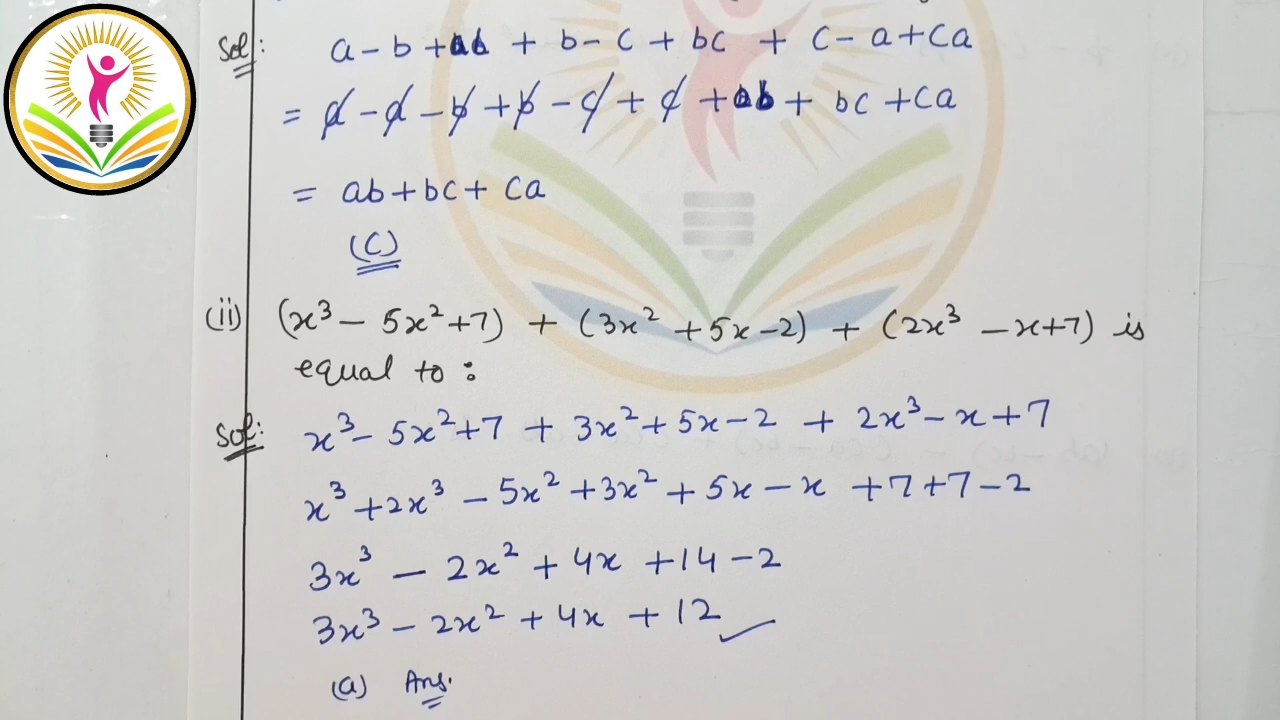 Sol: a - b + ab + b - c + bc + c - a + ca
= a - a - b + b - c + c + ab + bc + ca
= ab + bc + ca
(C)
(ii) (x³ - 5x² + 7) + (3x² + 5x - 2) + (2x³ - x + 7) is
equal to :
Sol: x³ - 5x² + 7 + 3x² + 5x - 2 + 2x³ - x + 7
x³ + 2x³ - 5x² + 3x² + 5x - x + 7 + 7 - 2
3x³ - 2x² + 4x + 14 - 2
3x³ - 2x² + 4x + 12
(a) Ans.